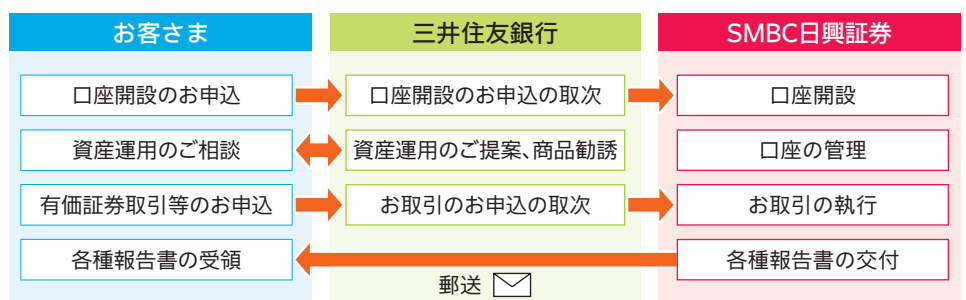 お客さま
三井住友銀行
SMBC日興証券
口座開設のお申込
口座開設のお申込の取次
口座開設
資産運用のご相談
資産運用のご提案、商品勧誘
口座の管理
有価証券取引等のお申込
お取引のお申込の取次
お取引の執行
各種報告書の受領
各種報告書の交付
郵送